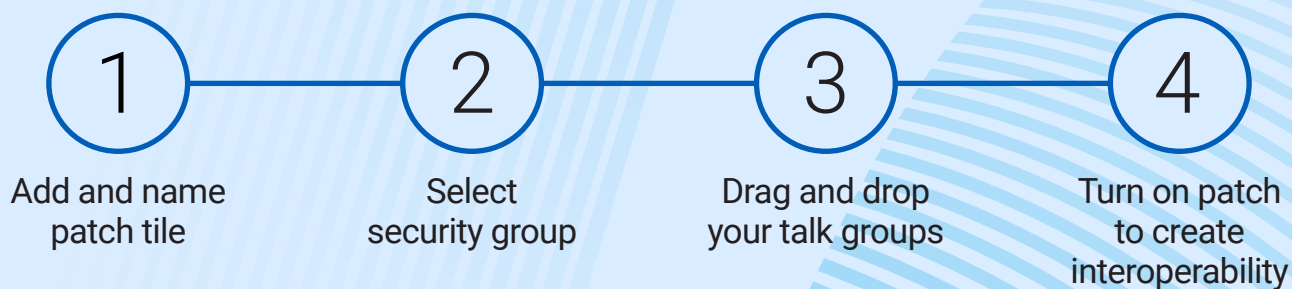 1
2
3
4
Add and name
patch tile
Select
security group
Drag and drop
your talk groups
Turn on patch
to create
interoperability